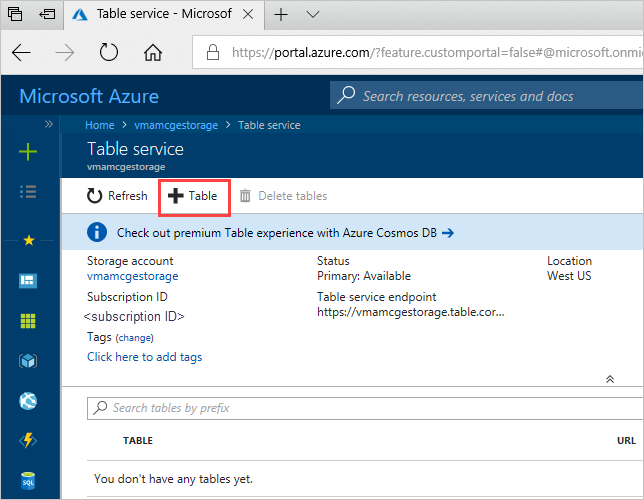 Table service - Microsof
https://portal.azure.com/?feature.customportal=false#@microsoft.onmi
Microsoft Azure
Search resources, services and docs
Home > vmamcgestorage > Table service
Table service
vmamcgestorage
Refresh + Table Delete tables
Check out premium Table experience with Azure Cosmos DB →
Storage account Status Location
vmamcgestorage Primary: Available West US
Subscription ID Table service endpoint
<subscription ID> https://vmamcgestorage.table.cor...
Tags (change)
Click here to add tags
Search tables by prefix
TABLE URL
You don't have any tables yet.
SQL